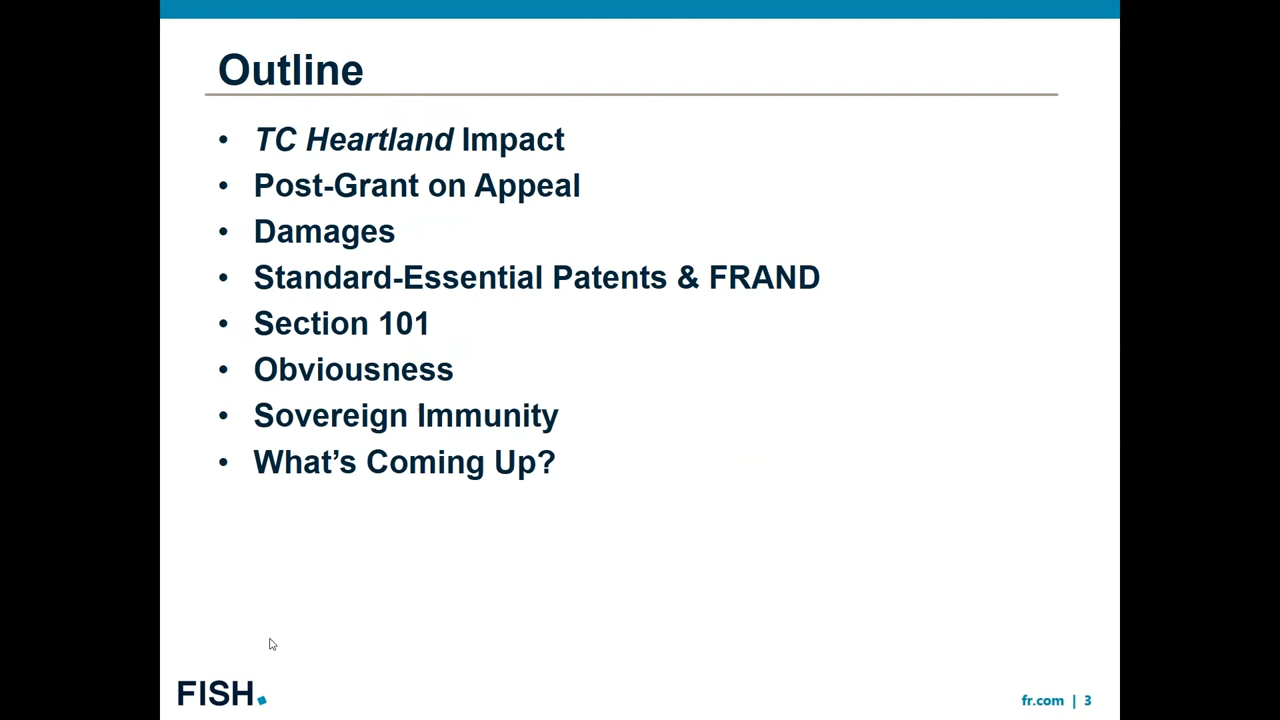 Outline
• TC Heartland Impact
• Post-Grant on Appeal
• Damages
• Standard-Essential Patents & FRAND
• Section 101
• Obviousness
• Sovereign Immunity
• What’s Coming Up?
FISH.
fr.com | 3